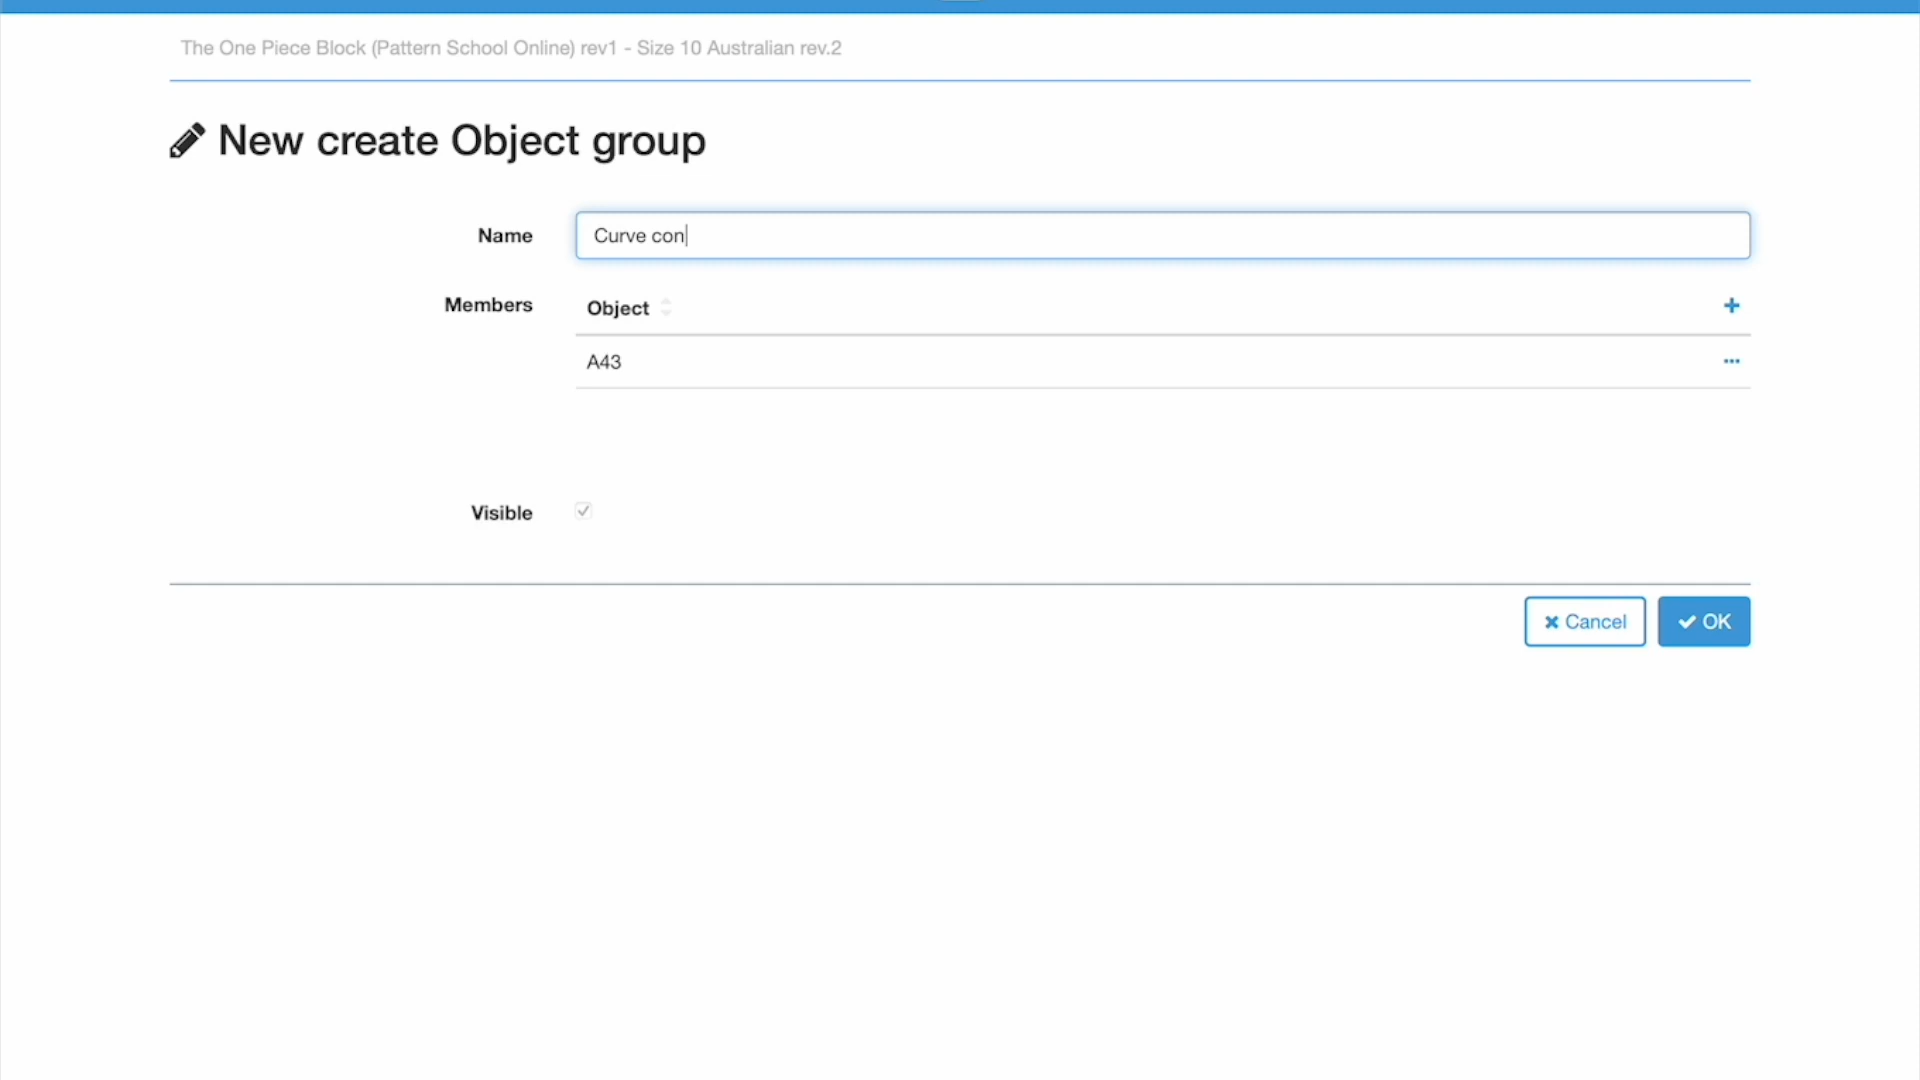 The One Piece Block (Pattern School Online) rev1 - Size 10 Australian rev.2
New create Object group
Name
Curve con
Members
Object
A43
Visible
Cancel
OK